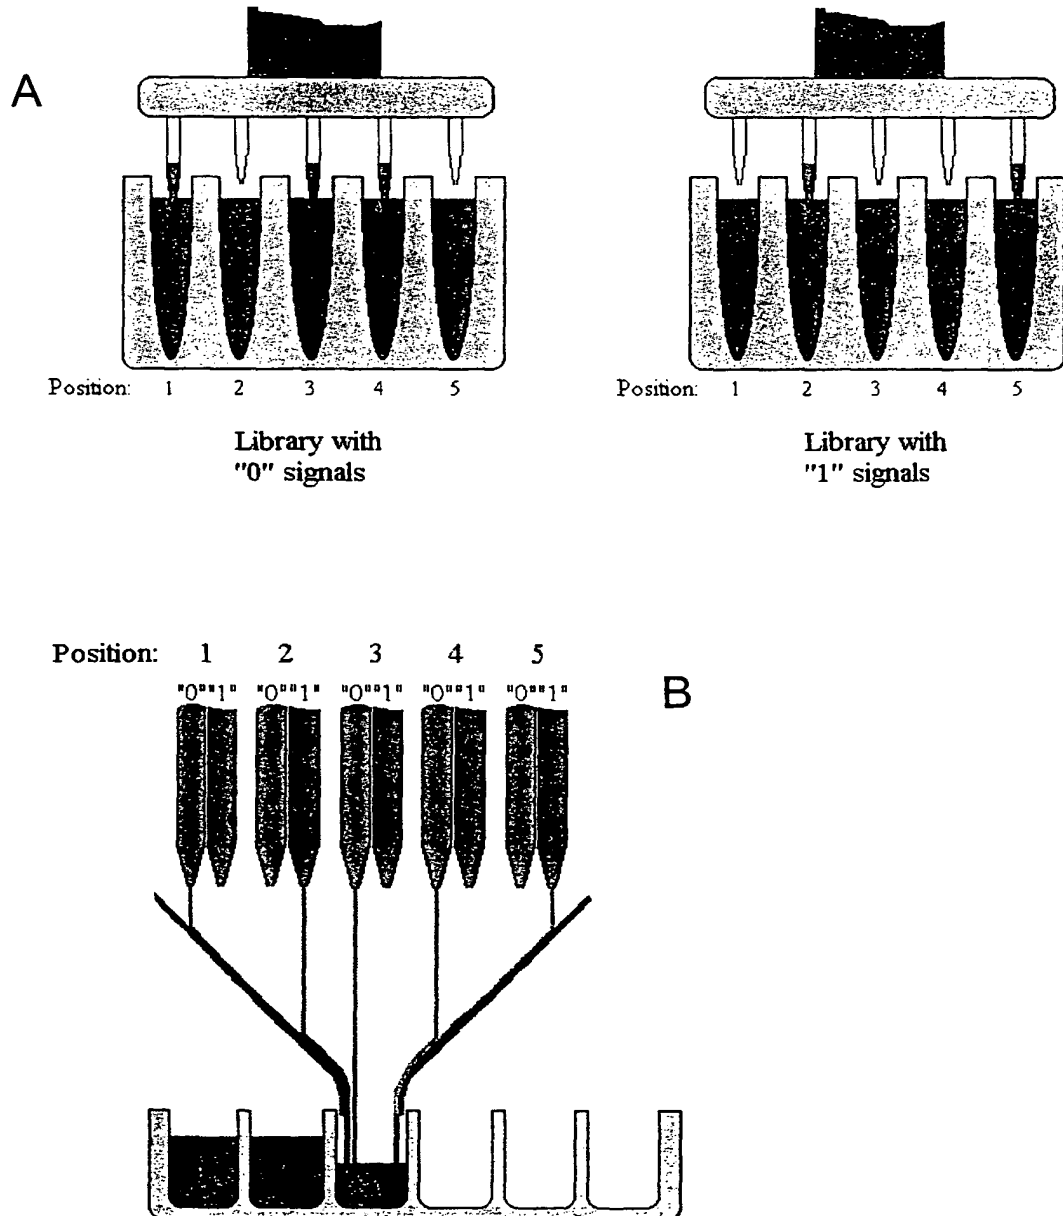 A
Position: 1 2 3 4 5
Library with
"0" signals
Position: 1 2 3 4 5
Library with
"1" signals
Position: 1 2 3 4 5
"0" "1" "0" "1" "0" "1" "0" "1" "0" "1"
B